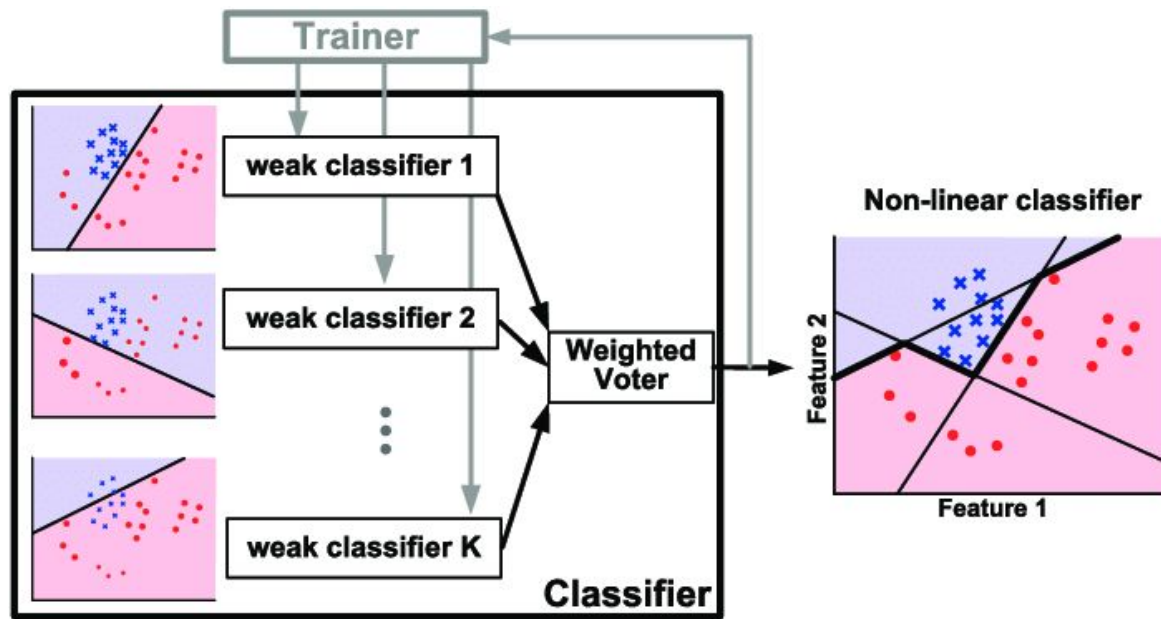 Trainer
weak classifier 1
weak classifier 2
weak classifier K
Weighted
Voter
Classifier
Non-linear classifier
Feature 2
Feature 1